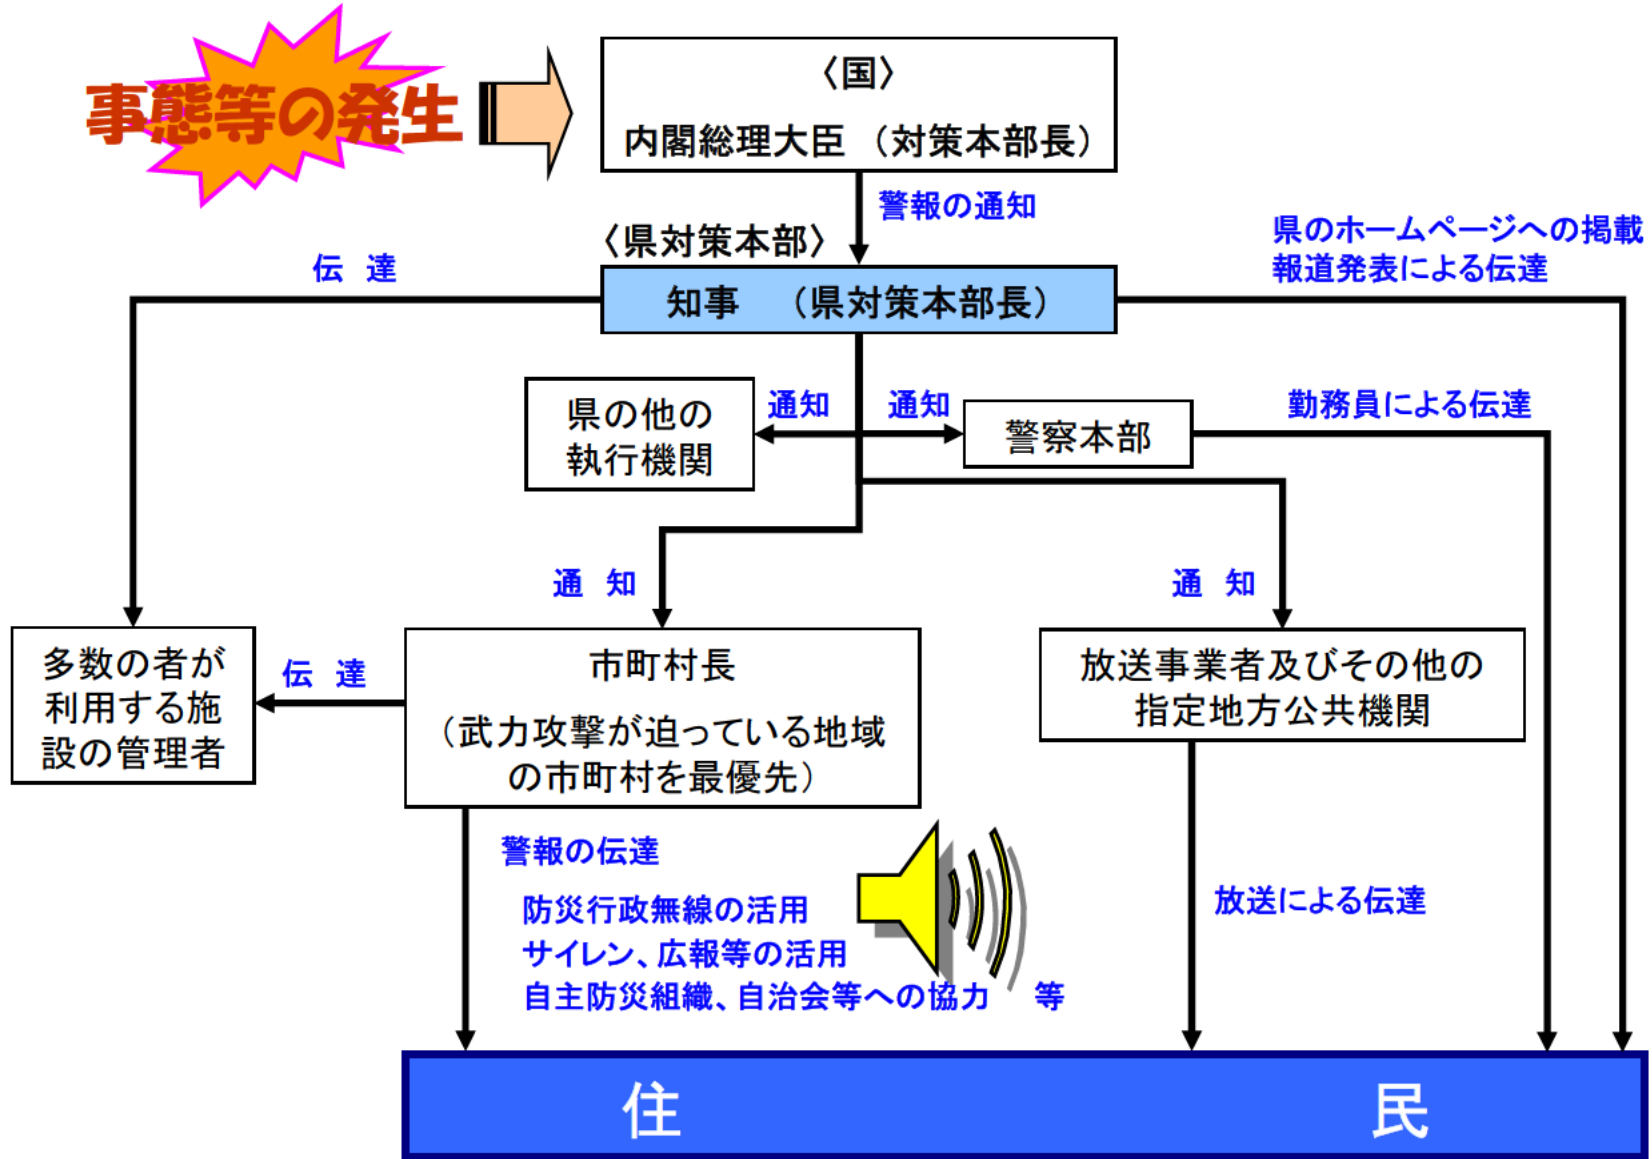 事態等の発生
〈国〉
内閣総理大臣 （対策本部長）
警報の通知
〈県対策本部〉
県のホームページへの掲載
報道発表による伝達
伝 達
知事 （県対策本部長）
県の他の
執行機関
通知
通知
警察本部
勤務員による伝達
通 知
通 知
多数の者が
利用する施
設の管理者
伝 達
市町村長
（武力攻撃が迫っている地域
の市町村を最優先）
放送事業者及びその他の
指定地方公共機関
警報の伝達
防災行政無線の活用
サイレン、広報等の活用
自主防災組織、自治会等への協力 等
放送による伝達
住 民